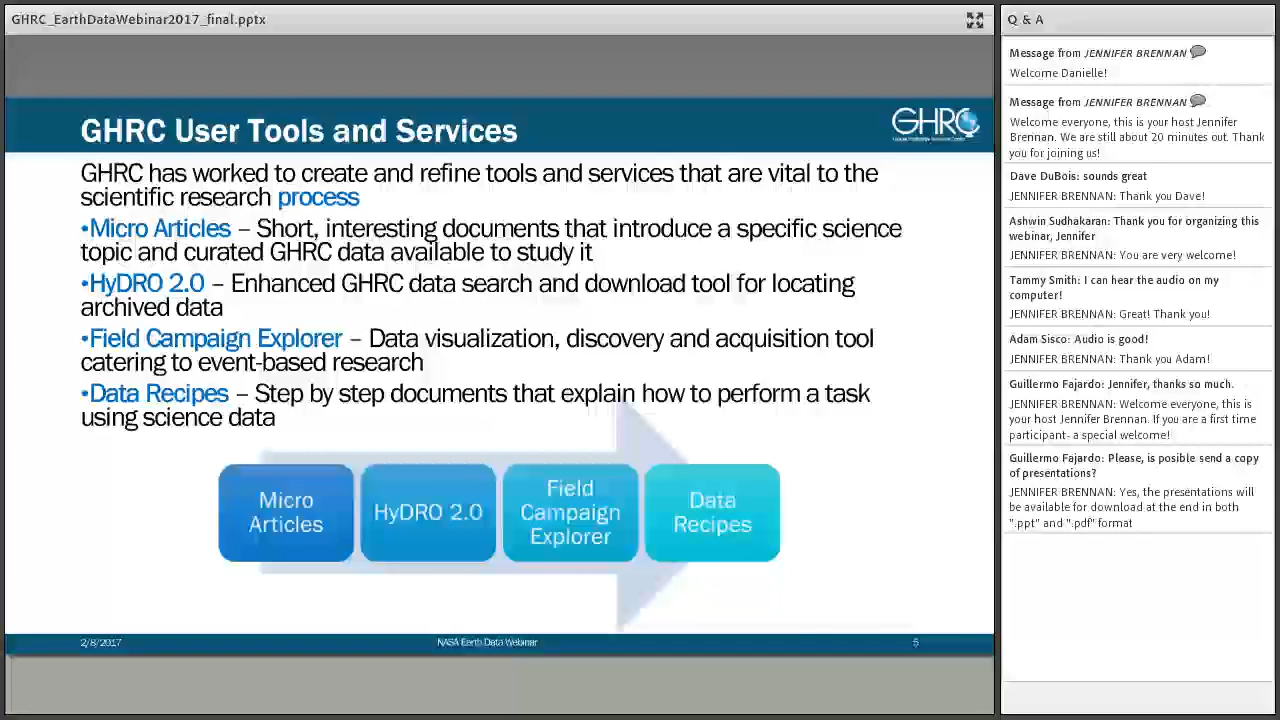 GHRC_EarthDataWebinar2017_final.pptx
GHRC User Tools and Services
GHRC
GHRC has worked to create and refine tools and services that are vital to the
scientific research process
•Micro Articles – Short, interesting documents that introduce a specific science
topic and curated GHRC data available to study it
•HyDRO 2.0 – Enhanced GHRC data search and download tool for locating
archived data
•Field Campaign Explorer – Data visualization, discovery and acquisition tool
catering to event-based research
•Data Recipes – Step by step documents that explain how to perform a task
using science data
Micro
Articles
HyDRO 2.0
Field
Campaign
Explorer
Data
Recipes
2/8/2017
NASA Earth Data Webinar
5
Q & A
Message from JENNIFER BRENNAN
Welcome Danielle!
Message from JENNIFER BRENNAN
Welcome everyone, this is your host Jennifer
Brennan. We are still about 20 minutes out. Thank
you for joining us!
Dave DuBois: sounds great
JENNIFER BRENNAN: Thank you Dave!
Ashwin Sudhakaran: Thank you for organizing this
webinar, Jennifer
JENNIFER BRENNAN: You are very welcome!
Tammy Smith: I can hear the audio on my
computer!
JENNIFER BRENNAN: Great! Thank you!
Adam Sisco: Audio is good!
JENNIFER BRENNAN: Thank you Adam!
Guillermo Fajardo: Jennifer, thanks so much.
JENNIFER BRENNAN: Welcome everyone, this is
your host Jennifer Brennan. If you are a first time
participant- a special welcome!
Guillermo Fajardo: Please, is posible send a copy
of presentations?
JENNIFER BRENNAN: Yes, the presentations will
be available for download at the end in both
".ppt" and ".pdf" format